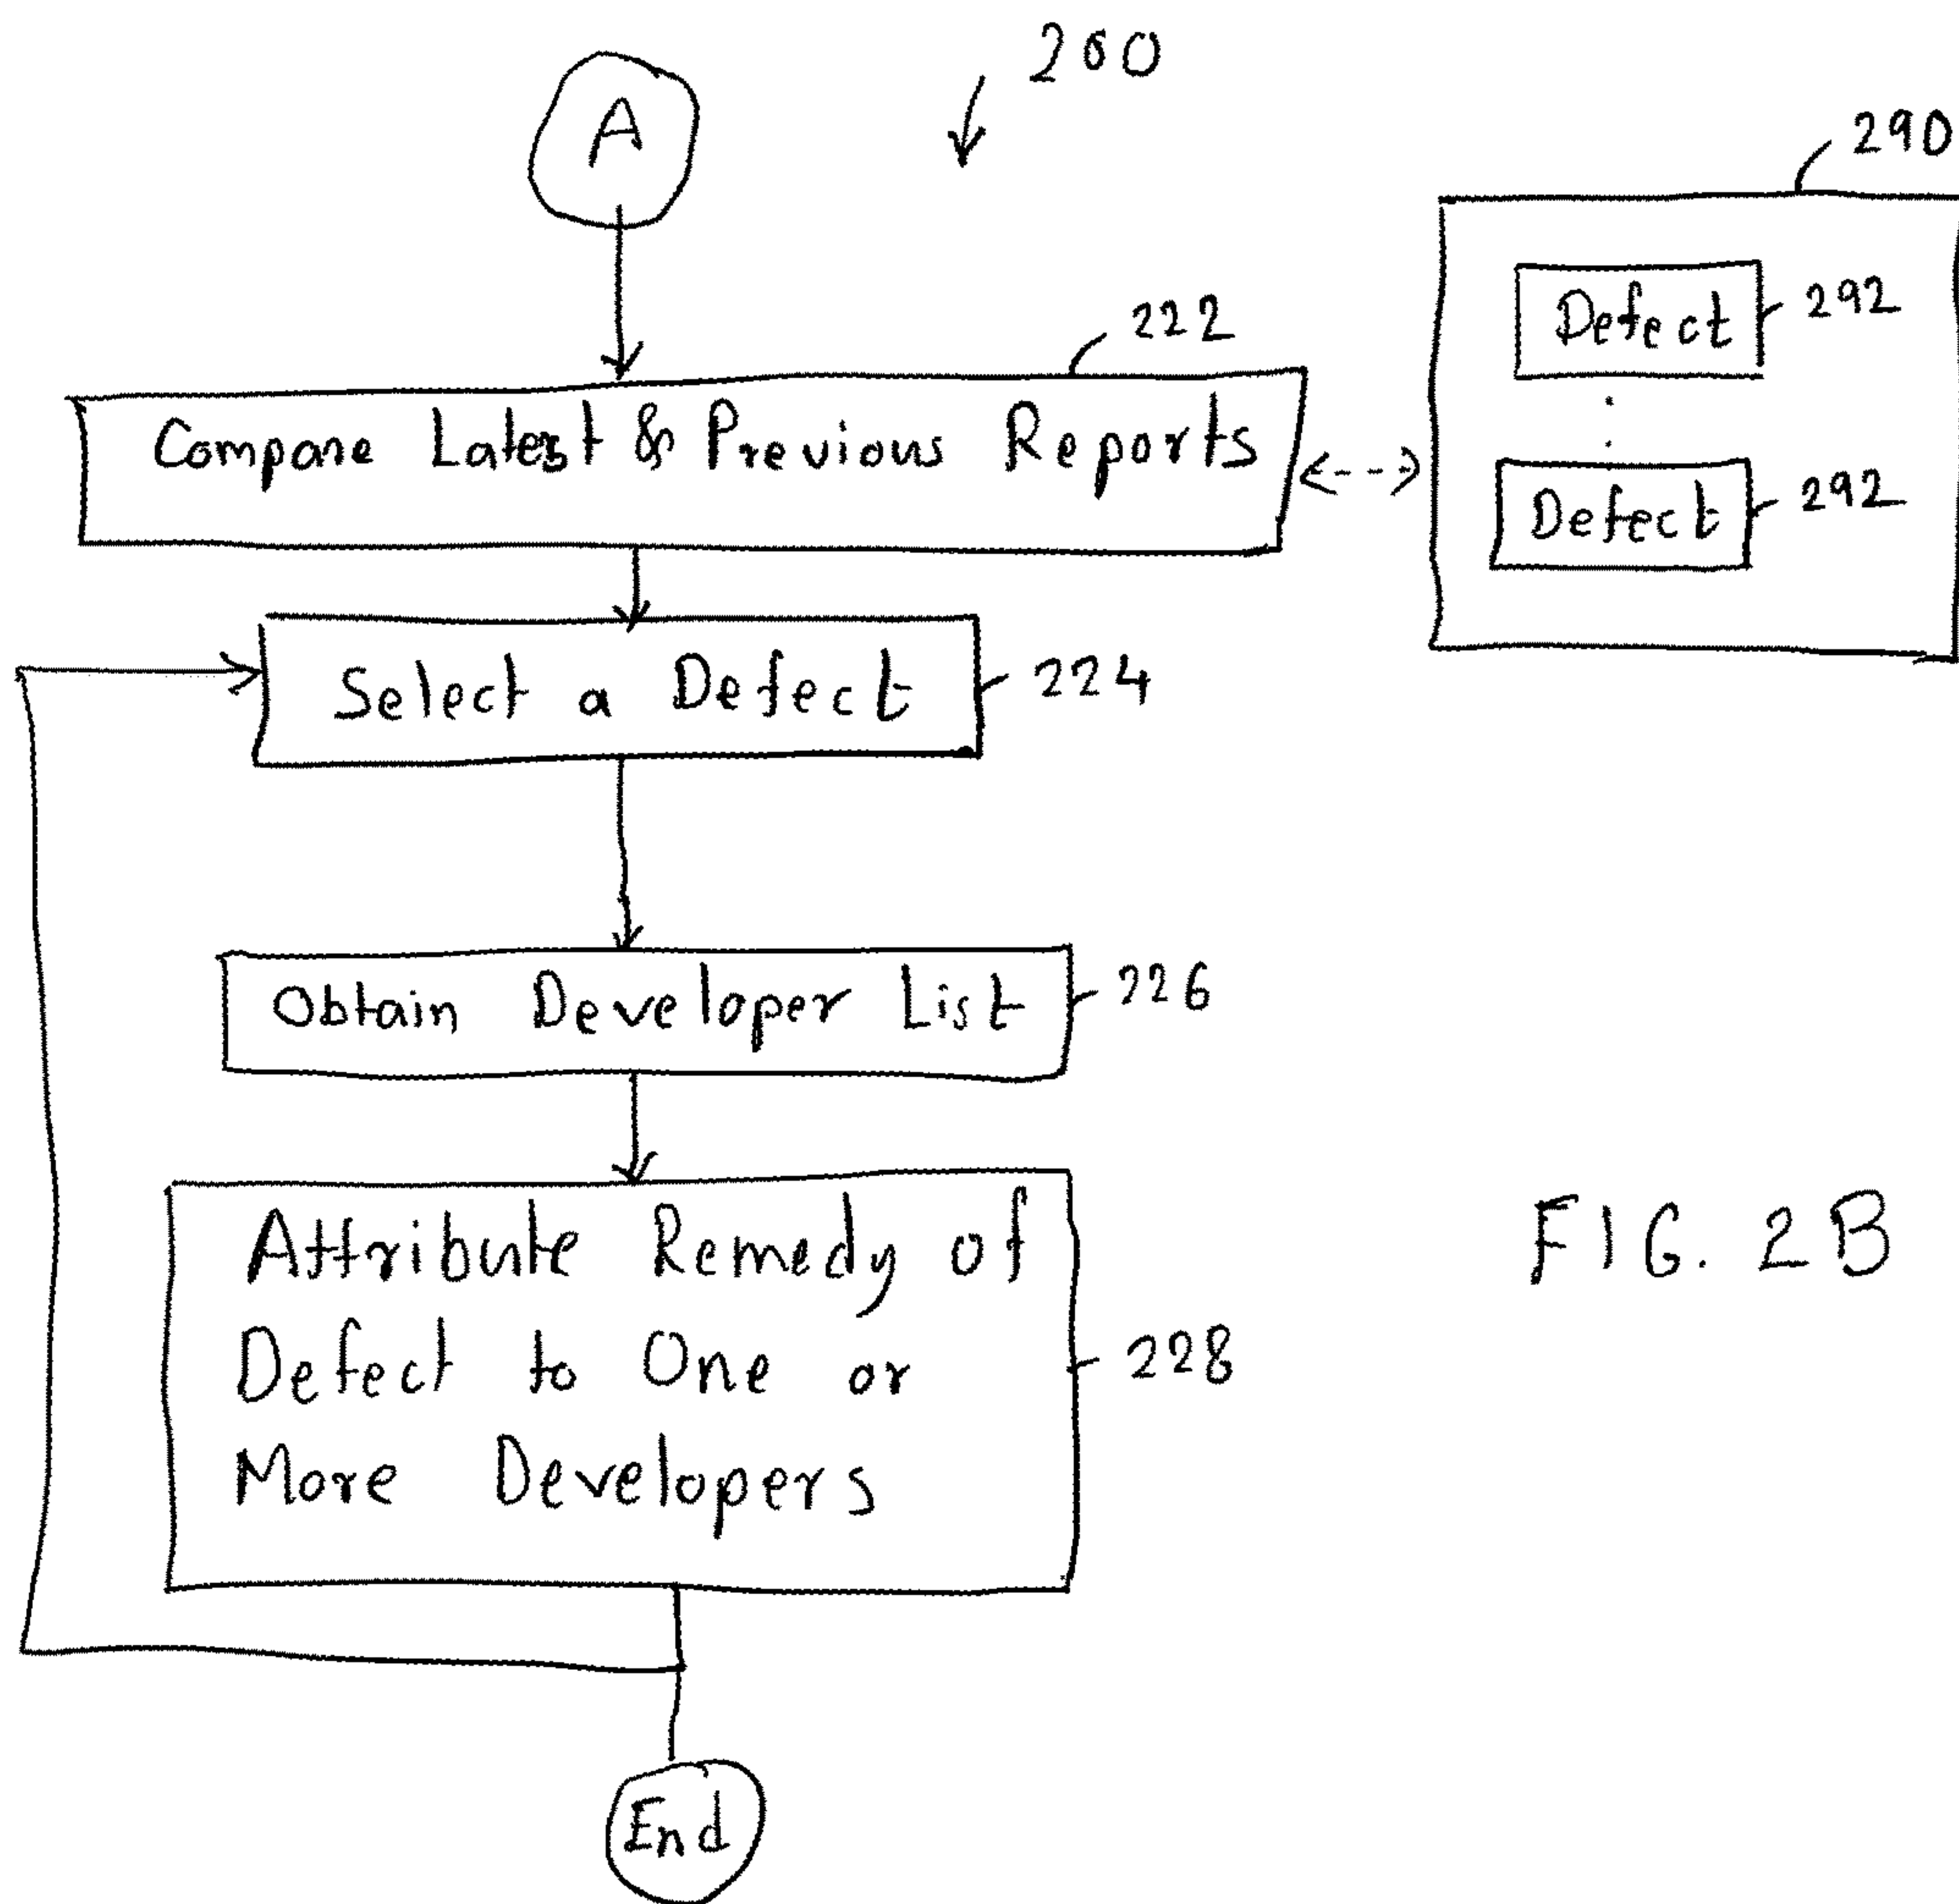 A
200
290
Defect 292
222
Compare Latest & Previous Reports
Defect 292
Select a Defect 224
Obtain Developer List 226
Attribute Remedy of
Defect to One or
More Developers
228
FIG. 2B
End